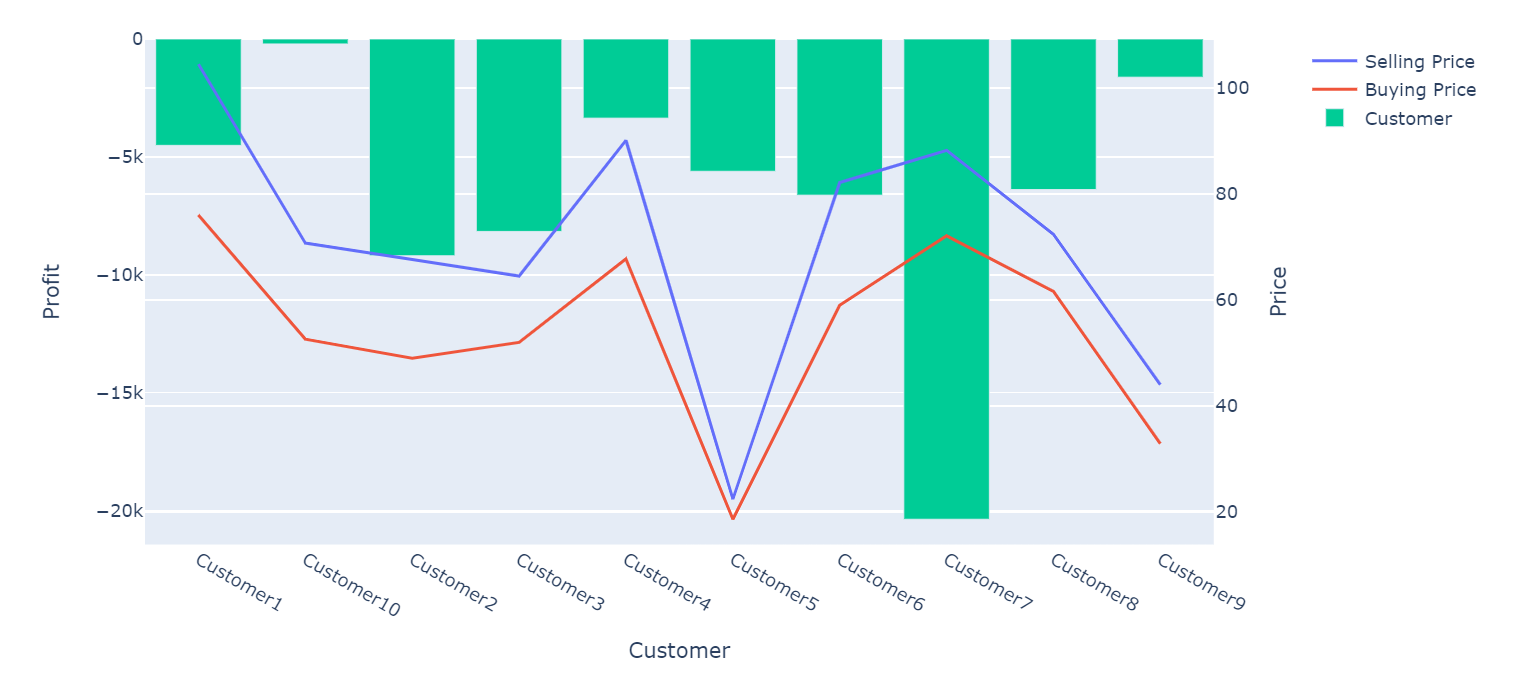 0
−5k
−10k
−15k
−20k
Profit
100
80
60
40
20
Price
Customer1
Customer10
Customer2
Customer3
Customer4
Customer5
Customer6
Customer7
Customer8
Customer9
Customer
Selling Price
Buying Price
Customer